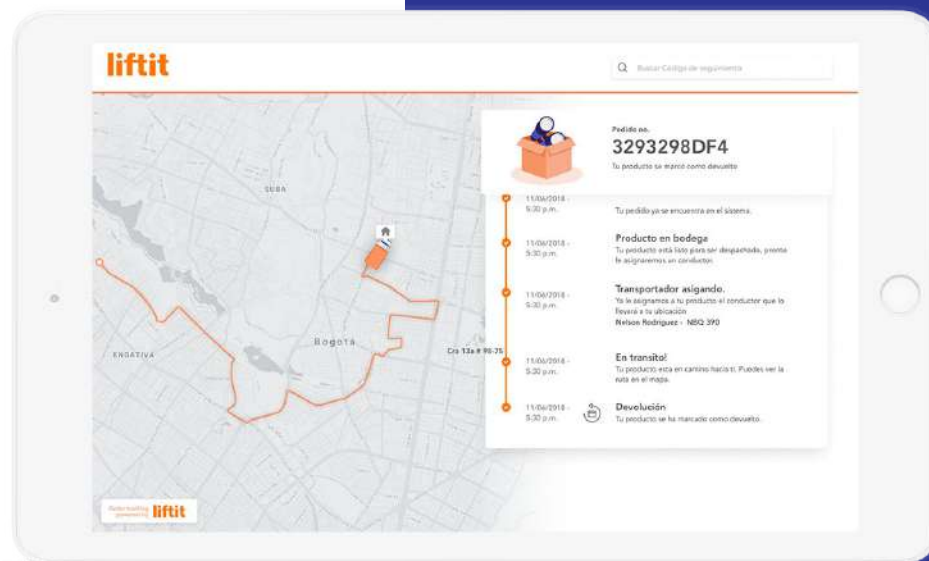 liftit
Buscar Código de seguimiento
Pedido no.
3293298DF4
Tu producto se marcó como devuelto
SUBA
ENGATIVA
Bogotá
Cra 13a # 98-75
11/06/2018 -
5:30 p.m.
Tu pedido ya se encuentra en el sistema.
11/06/2018 -
5:30 p.m.
Producto en bodega
Tu producto está listo para ser despachado, pronto
te asignaremos un conductor.
11/06/2018 -
5:30 p.m.
Transportador asigando.
Ya le asignamos a tu producto el conductor que lo
llevará a tu ubicación
Nelson Rodriguez - NBQ 390
11/06/2018 -
5:30 p.m.
En transito!
Tu producto esta en camino hacia ti. Puedes ver la
ruta en el mapa.
11/06/2018 -
5:30 p.m.
Devolución
Tu producto se ha marcado como devuelto.
liftit